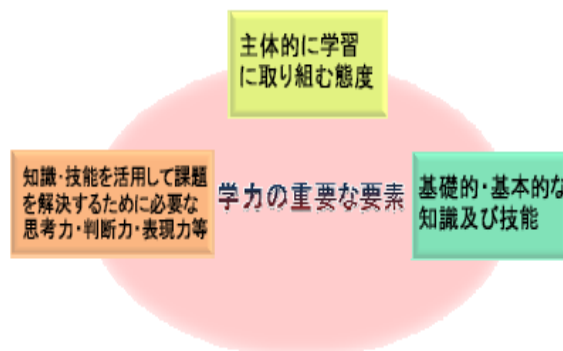 主体的に学習
に取り組む態度
知識・技能を活用して課題
を解決するために必要な
思考力・判断力・表現力等
学力の重要な要素
基礎的・基本的な
知識及び技能